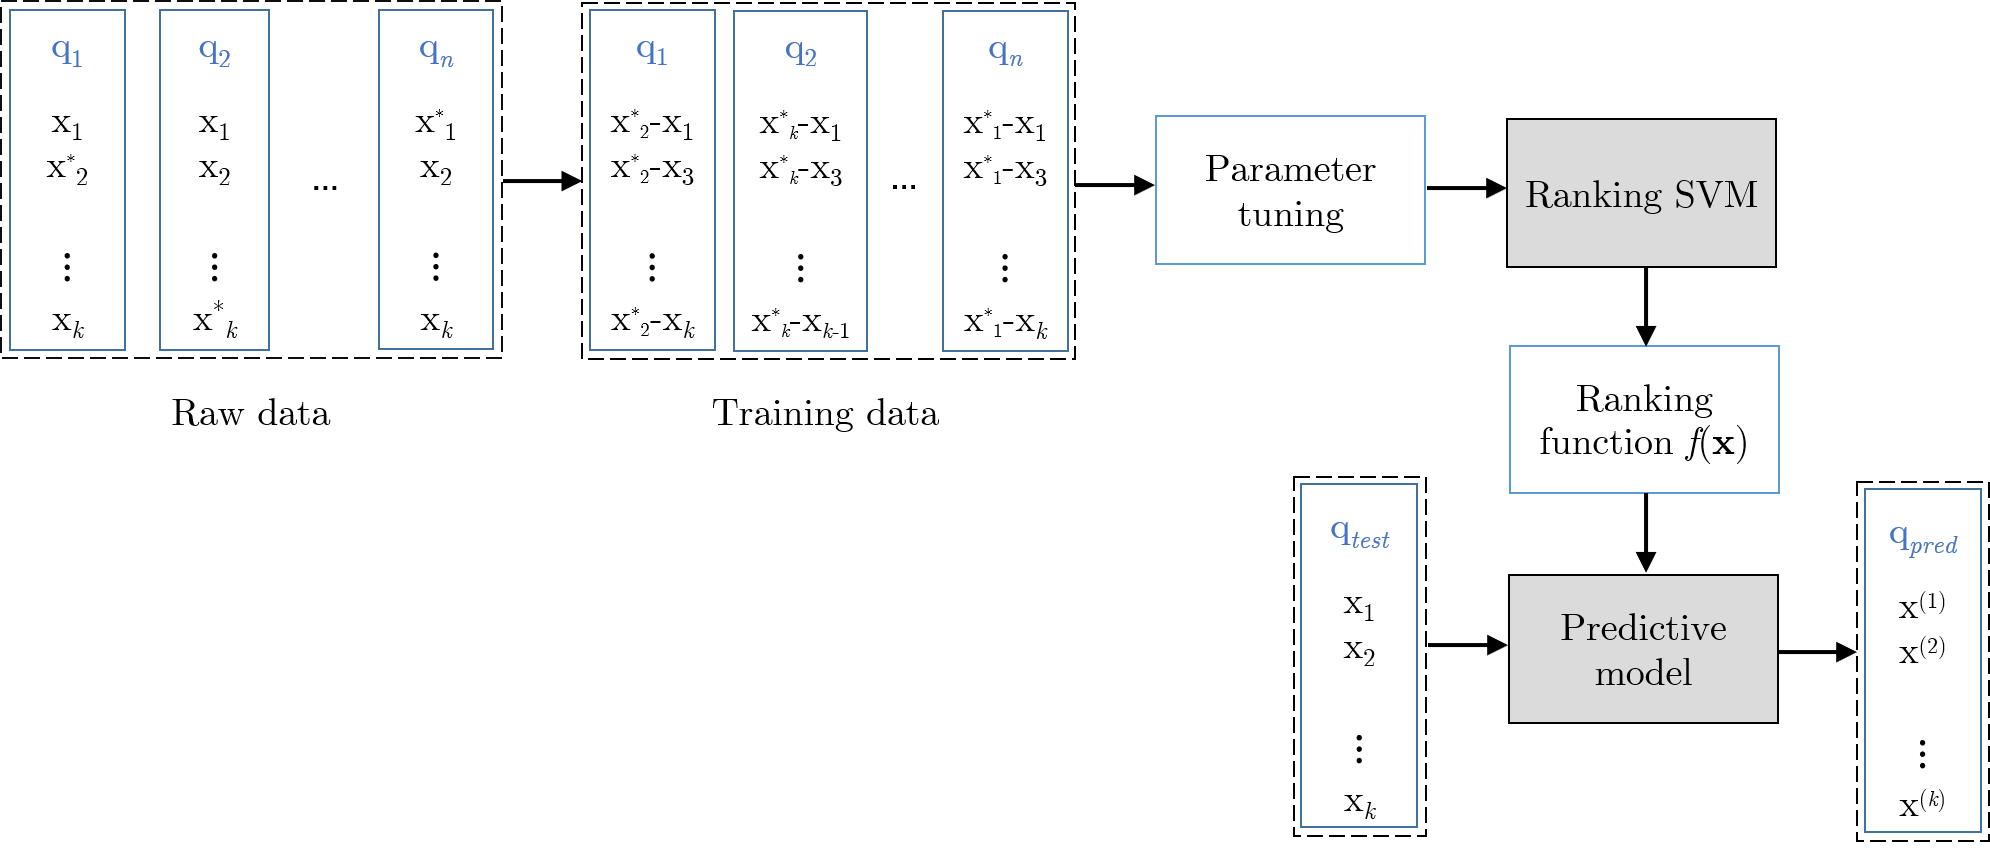 q₁
x₁
x*₂
⋮
xₖ
q₂
x₁
x₂
⋮
x*ₖ
...
qₙ
x*₁
x₂
⋮
xₖ
Raw data
q₁
x*₂-x₁
x*₂-x₃
⋮
x*₂-xₖ
q₂
x*ₖ-x₁
x*ₖ-x₃
⋮
x*ₖ-xₖ₋₁
...
qₙ
x*₁-x₁
x*₁-x₃
⋮
x*₁-xₖ
Training data
Parameter
tuning
Ranking SVM
Ranking
function f(x)
q_test
x₁
x₂
⋮
xₖ
Predictive
model
q_pred
x⁽¹⁾
x⁽²⁾
⋮
x⁽ᵏ⁾